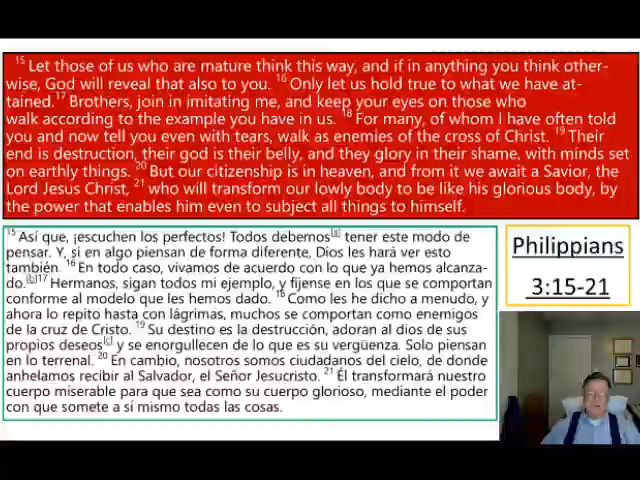 15 Let those of us who are mature think this way, and if in anything you think other-
wise, God will reveal that also to you. 16 Only let us hold true to what we have at-
tained. 17 Brothers, join in imitating me, and keep your eyes on those who
walk according to the example you have in us. 18 For many, of whom I have often told
you and now tell you even with tears, walk as enemies of the cross of Christ. 19 Their
end is destruction, their god is their belly, and they glory in their shame, with minds set
on earthly things. 20 But our citizenship is in heaven, and from it we await a Savior, the
Lord Jesus Christ, 21 who will transform our lowly body to be like his glorious body, by
the power that enables him even to subject all things to himself.
15 Así que, ¡escuchen los perfectos! Todos debemos[a] tener este modo de
pensar. Y, si en algo piensan de forma diferente, Dios les hará ver esto
también. 16 En todo caso, vivamos de acuerdo con lo que ya hemos alcanza-
do.[b]17 Hermanos, sigan todos mi ejemplo, y fíjense en los que se comportan
conforme al modelo que les hemos dado. 18 Como les he dicho a menudo, y
ahora lo repito hasta con lágrimas, muchos se comportan como enemigos
de la cruz de Cristo. 19 Su destino es la destrucción, adoran al dios de sus
propios deseos[c] y se enorgullecen de lo que es su vergüenza. Solo piensan
en lo terrenal. 20 En cambio, nosotros somos ciudadanos del cielo, de donde
anhelamos recibir al Salvador, el Señor Jesucristo. 21 Él transformará nuestro
cuerpo miserable para que sea como su cuerpo glorioso, mediante el poder
con que somete a sí mismo todas las cosas.
Philippians
3:15-21